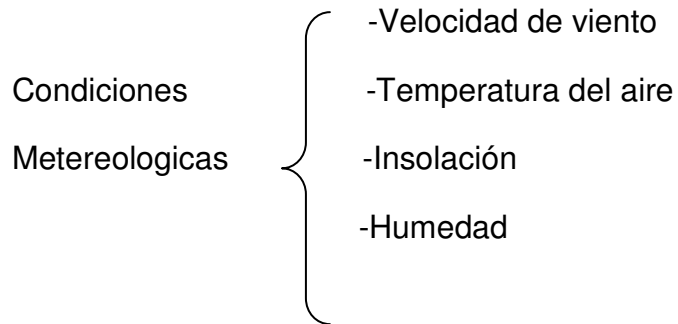 -Velocidad de viento
Condiciones -Temperatura del aire
Metereologicas -Insolación
-Humedad